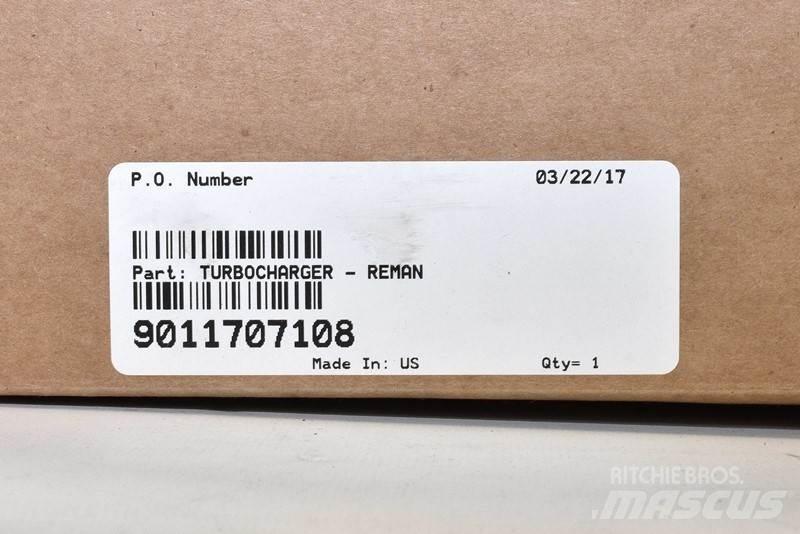 P.O. Number 03/22/17
Part: TURBOCHARGER - REMAN
9011707108
Made In: US Qty= 1
RITCHIE BROS.
MASCUS